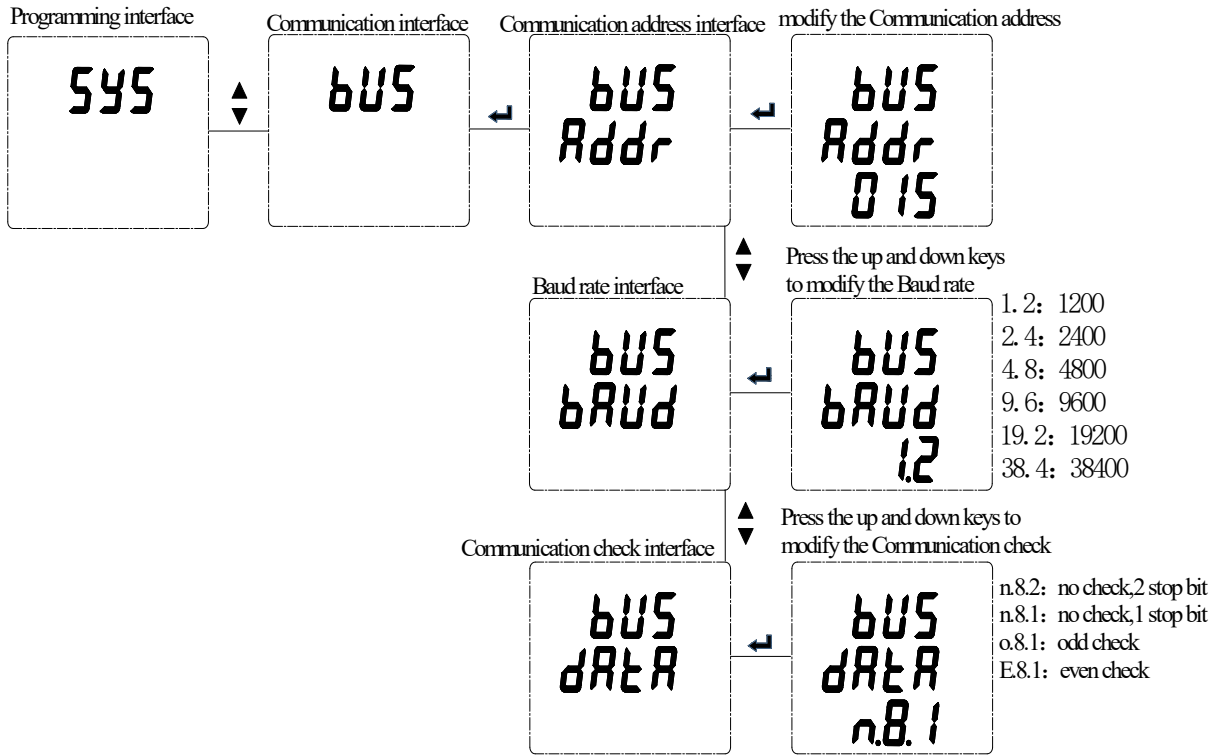 Programming interface
SYS
Communication interface
bUS
Communication address interface
bUS
Addr
modify the Communication address
bUS
Addr
015
Baud rate interface
bUS
bAUd
Press the up and down keys
to modify the Baud rate
bUS
bAUd
1.2
1.2: 1200
2.4: 2400
4.8: 4800
9.6: 9600
19.2: 19200
38.4: 38400
Communication check interface
bUS
dAtA
Press the up and down keys to
modify the Communication check
bUS
dAtA
n.8.1
n.8.2: no check,2 stop bit
n.8.1: no check,1 stop bit
o.8.1: odd check
E.8.1: even check